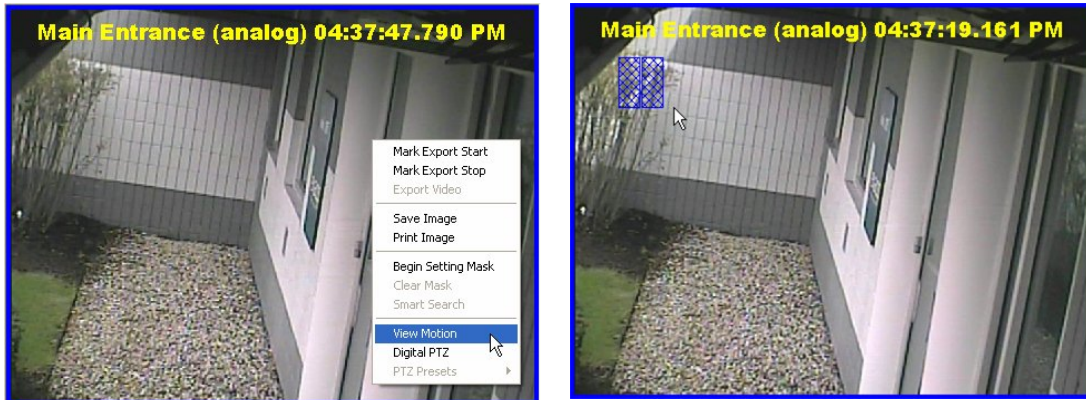 Main Entrance (analog) 04:37:47.790 PM
Mark Export Start
Mark Export Stop
Export Video
Save Image
Print Image
Begin Setting Mask
Clear Mask
Smart Search
View Motion
Digital PTZ
PTZ Presets
Main Entrance (analog) 04:37:19.161 PM